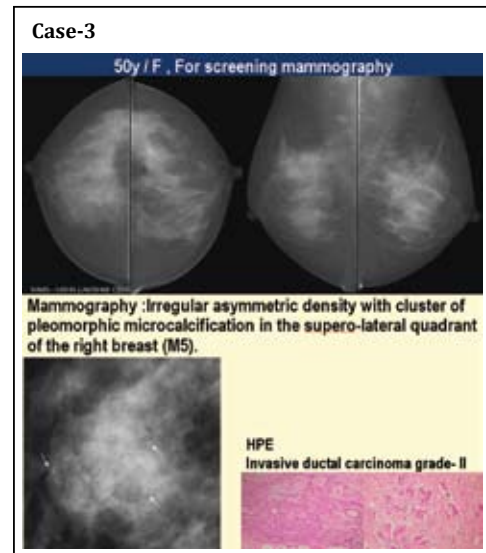 Case-3
50y / F , For screening mammography
Mammography :Irregular asymmetric density with cluster of
pleomorphic microcalcification in the supero-lateral quadrant
of the right breast (M5).
HPE
Invasive ductal carcinoma grade- II